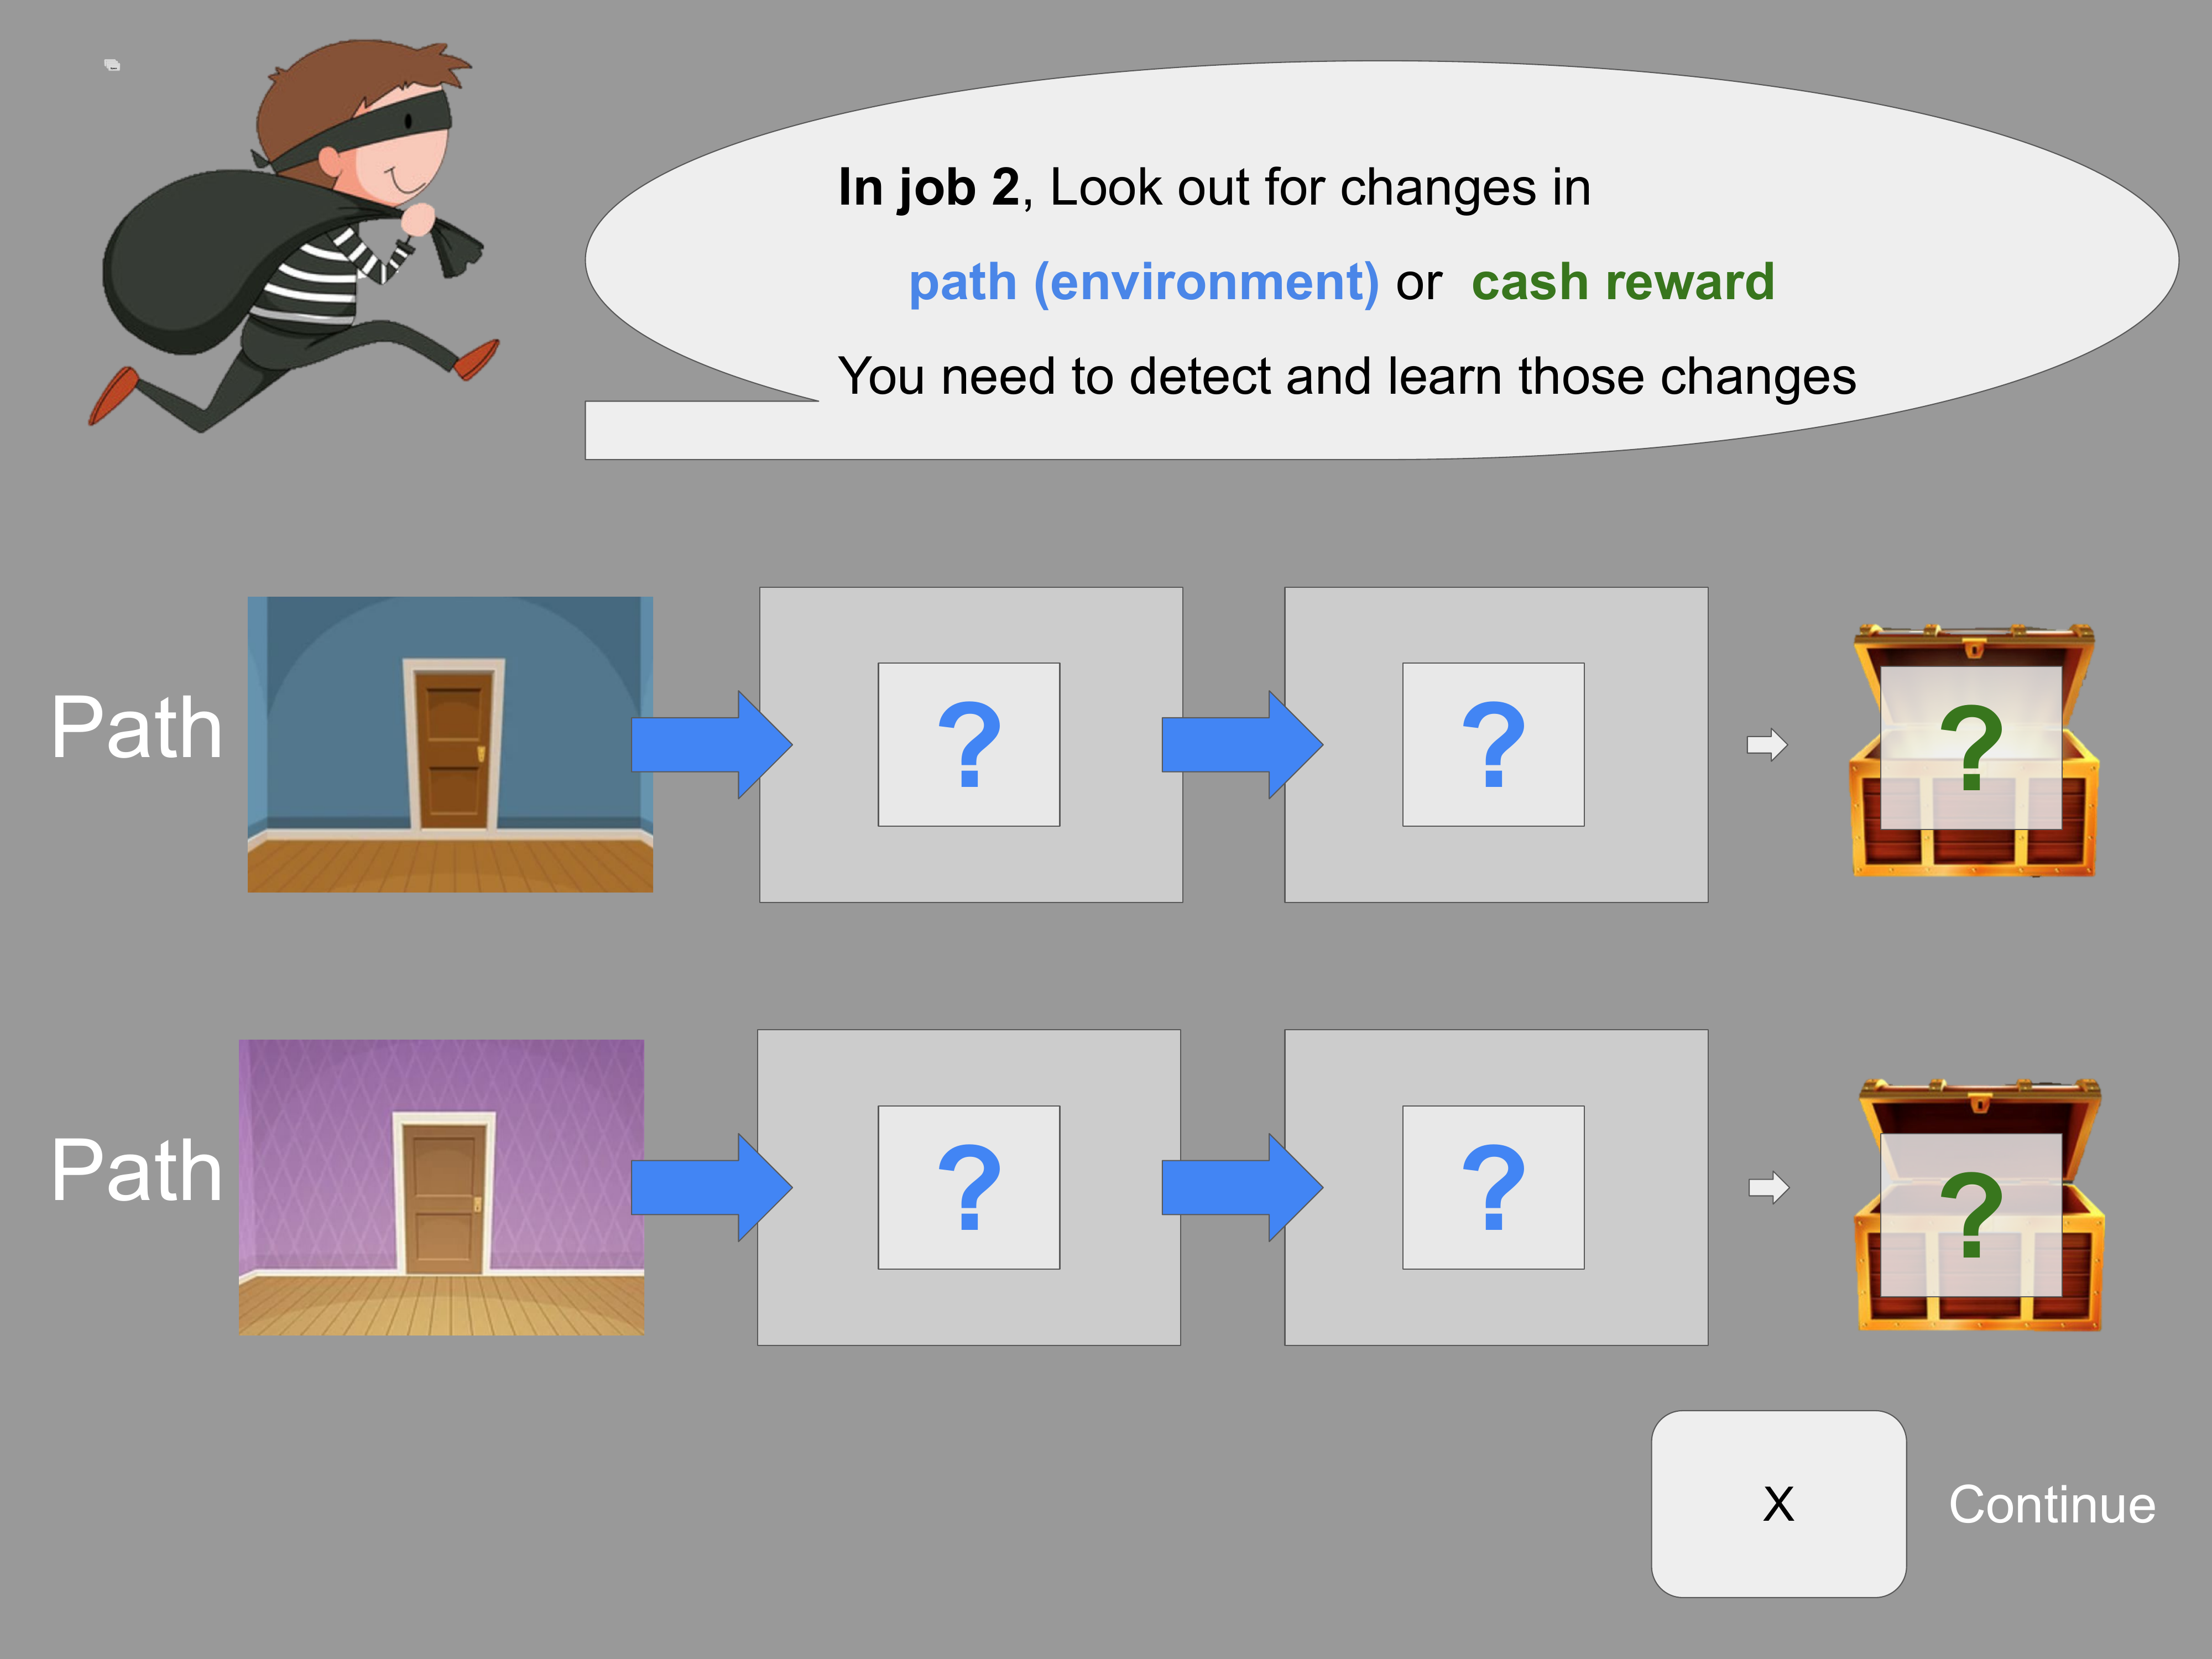 In job 2, Look out for changes in
path (environment) or cash reward
You need to detect and learn those changes
Path
?
?
?
Path
?
?
?
X
Continue